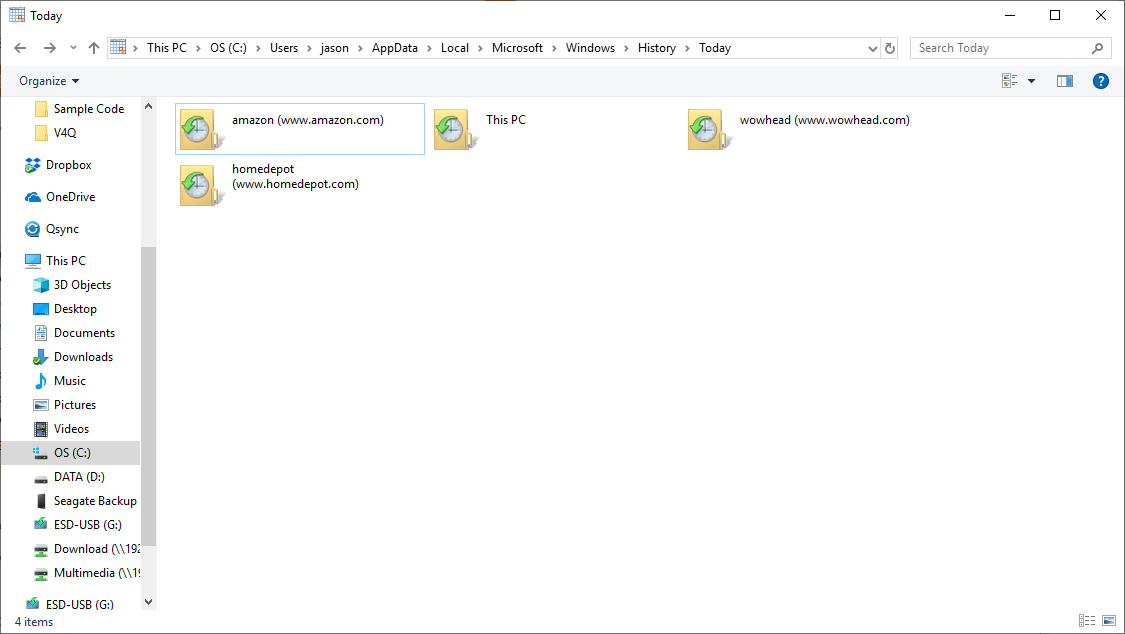 Today
This PC > OS (C:) > Users > jason > AppData > Local > Microsoft > Windows > History > Today
Search Today
Organize
?
Sample Code
V4Q
Dropbox
OneDrive
Qsync
This PC
3D Objects
Desktop
Documents
Downloads
Music
Pictures
Videos
OS (C:)
DATA (D:)
Seagate Backup
ESD-USB (G:)
Download (\\192
Multimedia (\\19
ESD-USB (G:)
amazon (www.amazon.com)
This PC
wowhead (www.wowhead.com)
homedepot
(www.homedepot.com)
4 items